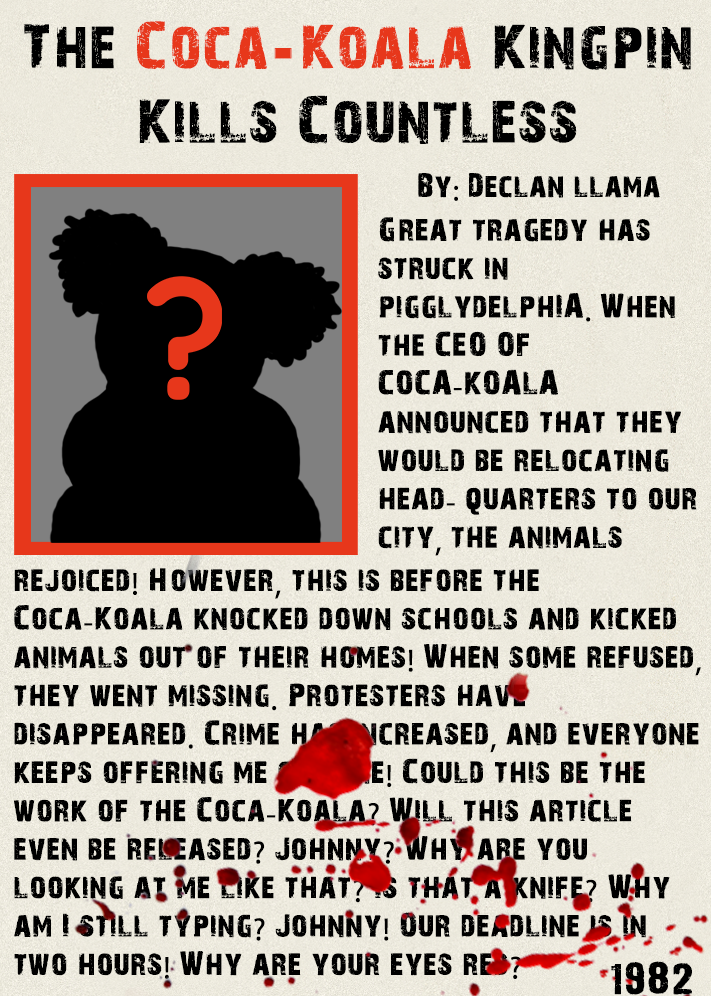 The Coca-Koala Kingpin
Kills Countless
By: Declan llama
Great tragedy has
struck in
Pigglydelphia. When
the CEO of
Coca-Koala
announced that they
would be relocating
head- quarters to our
city, the animals
rejoiced! However, this is before the
Coca-Koala knocked down schools and kicked
animals out of their homes! When some refused,
they went missing. Protesters have
disappeared. Crime has increased, and everyone
keeps offering me !  Could this be the
work of the Coca-Koala? Will this article
even be released? Johnny? Why are you
looking at me like that? Is that a knife? Why
am I still typing? Johnny! Our deadline is in
two hours! Why are your eyes red?
1982